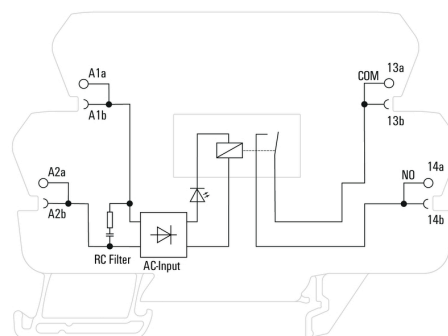 A1a
A1b
A2a
A2b
RC Filter
AC-Input
COM
13a
13b
NO
14a
14b